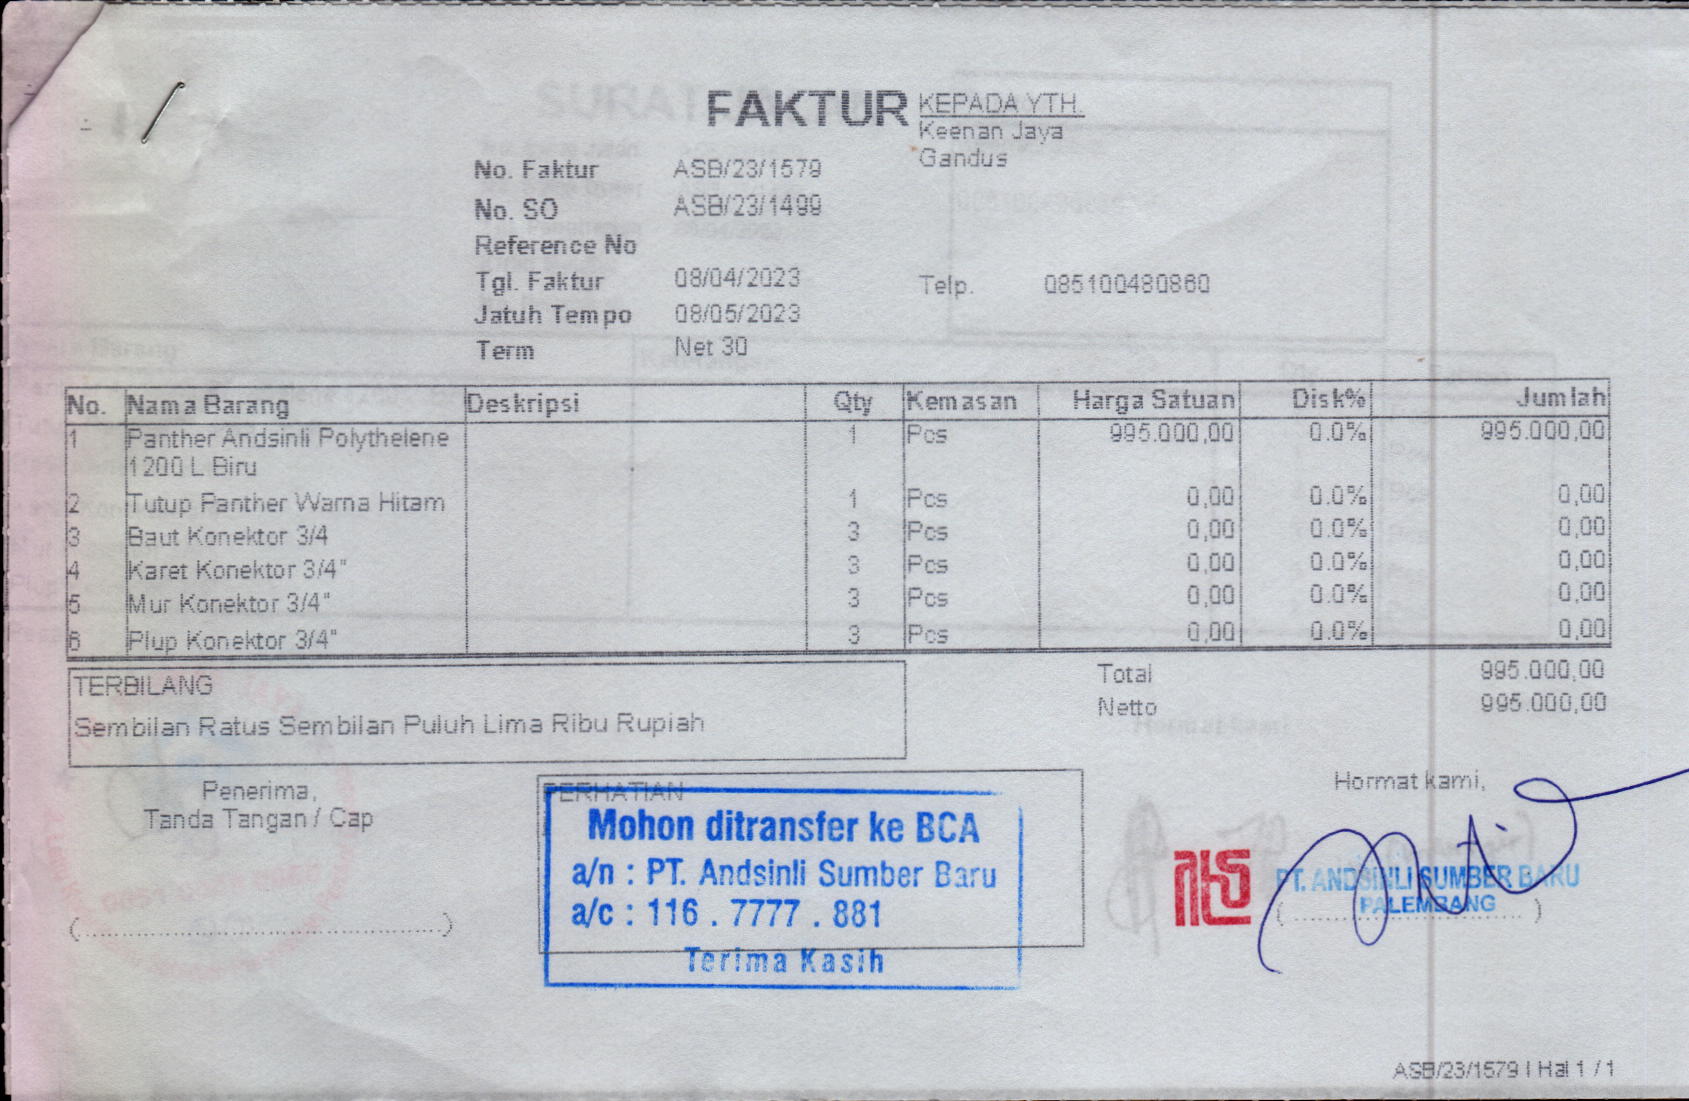 FAKTUR
KEPADA YTH.
Keenan Jaya
Gandus
No. Faktur ASB/23/1579
No. SO ASB/23/1499
Reference No
Tgl. Faktur 08/04/2023
Telp. 085100480860
Jatuh Tempo 08/05/2023
Term Net 30
No. Nama Barang Deskripsi Qty Kemasan Harga Satuan Disk% Jumlah
1 Panther Andsinli Polythelene 1 Pcs 995.000,00 0.0% 995.000,00
1200 L Biru
2 Tutup Panther Warna Hitam 1 Pcs 0,00 0.0% 0,00
3 Baut Konektor 3/4 3 Pcs 0,00 0.0% 0,00
4 Karet Konektor 3/4" 3 Pcs 0,00 0.0% 0,00
5 Mur Konektor 3/4" 3 Pcs 0,00 0.0% 0,00
6 Plup Konektor 3/4" 3 Pcs 0,00 0.0% 0,00
Total 995.000,00
Netto 995.000,00
TERBILANG
Sembilan Ratus Sembilan Puluh Lima Ribu Rupiah
Penerima,
Tanda Tangan / Cap
(........................................)
PERHATIAN
Mohon ditransfer ke BCA
a/n : PT. Andsinli Sumber Baru
a/c : 116 . 7777 . 881
Terima Kasih
Hormat kami,
PT. ANDSINLI SUMBER BARU
PALEMBANG
(........................................)
ASB/23/1579 | Hal 1 / 1